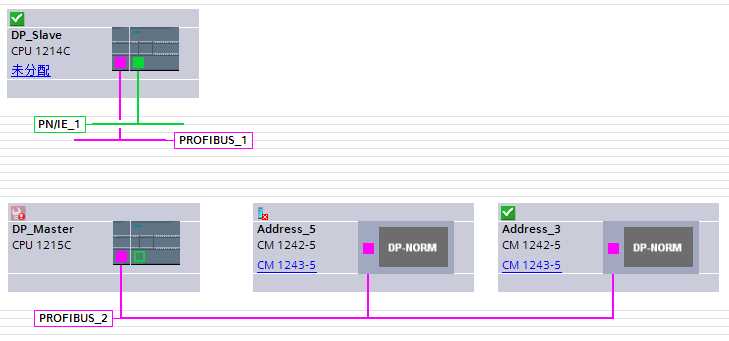 DP_Slave
CPU 1214C
未分配
PN/IE_1
PROFIBUS_1
DP_Master
CPU 1215C
Address_5
CM 1242-5
DP-NORM
CM 1243-5
Address_3
CM 1242-5
DP-NORM
CM 1243-5
PROFIBUS_2